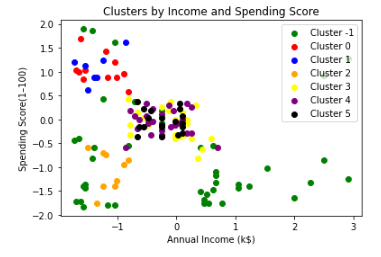 Clusters by Income and Spending Score
2.0
1.5
1.0
0.5
0.0
−0.5
−1.0
−1.5
−2.0
Spending Score(1-100)
Cluster -1
Cluster 0
Cluster 1
Cluster 2
Cluster 3
Cluster 4
Cluster 5
−1
0
1
2
3
Annual Income (k$)